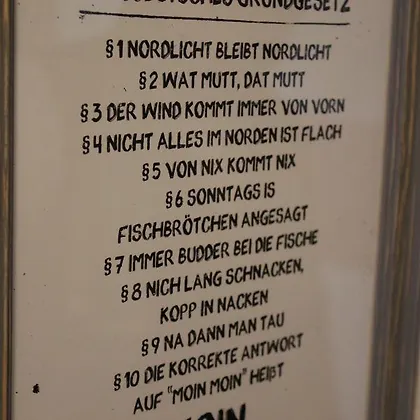 GRUNDGESETZ
§1 NORDLICHT BLEIBT NORDLICHT
§2 WAT MUTT, DAT MUTT
§3 DER WIND KOMMT IMMER VON VORN
§4 NICHT ALLES IM NORDEN IST FLACH
§5 VON NIX KOMMT NIX
§6 SONNTAGS IS
FISCHBRÖTCHEN ANGESAGT
§7 IMMER BUDDER BEI DIE FISCHE
§8 NICH LANG SCHNACKEN,
KOPP IN NACKEN
§9 NA DANN MAN TAU
§10 DIE KORREKTE ANTWORT
AUF "MOIN MOIN" HEIẞT
MOIN